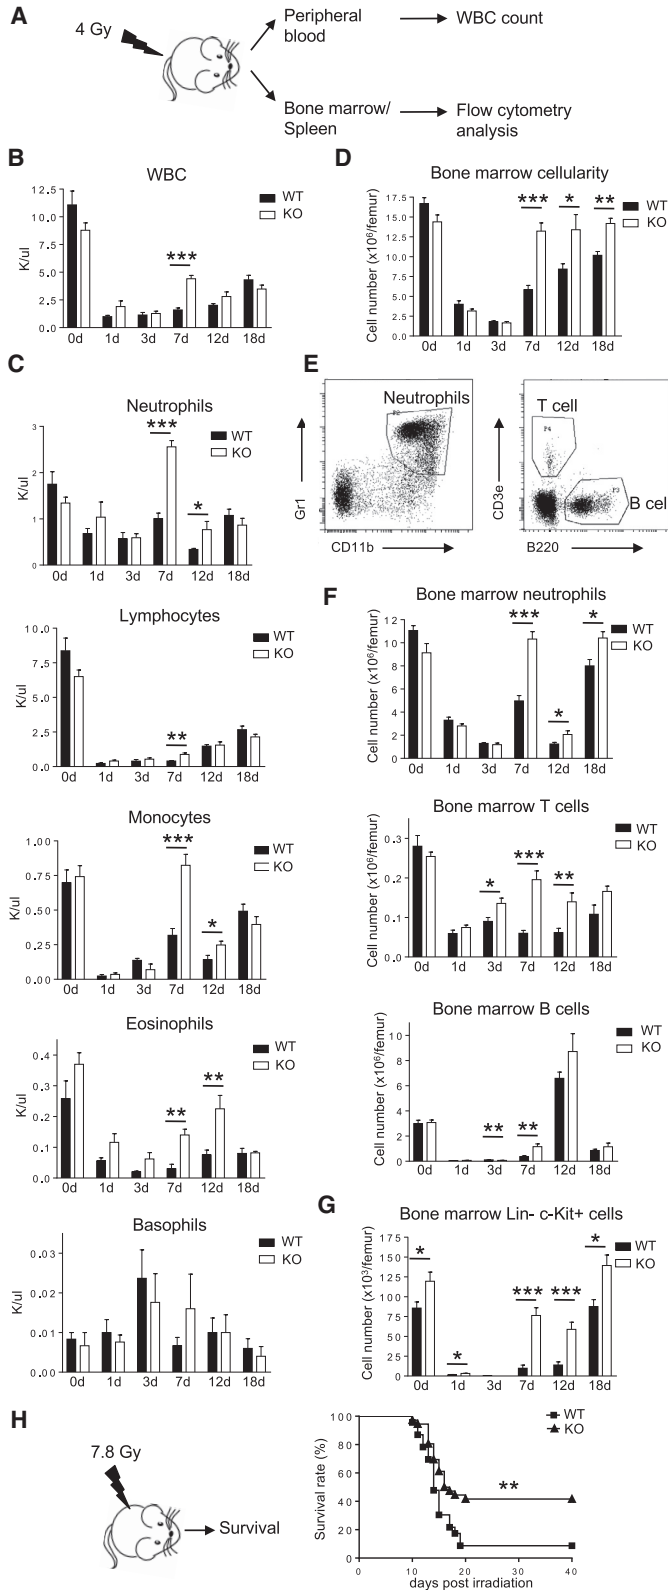 A
4 Gy
Peripheral
blood
WBC count
Bone marrow/
Spleen
Flow cytometry
analysis
B
WBC
WT
KO
K/ul
12.5
10.0
7.5
5.0
2.5
0.0
***
0d 1d 3d 7d 12d 18d
D
Bone marrow cellularity
WT
KO
Cell number (x10⁶/femur)
17.5
15.0
12.5
10.0
7.5
5.0
2.5
0.0
*** * **
0d 1d 3d 7d 12d 18d
C
Neutrophils
WT
KO
K/ul
3
2
1
0
*** *
0d 1d 3d 7d 12d 18d
E
Neutrophils
P2
Gr1
CD11b
T cell
P4
P3
B cell
CD3e
B220
Lymphocytes
WT
KO
K/ul
10.0
7.5
5.0
2.5
0.0
**
0d 1d 3d 7d 12d 18d
Monocytes
WT
KO
K/ul
1.00
0.75
0.50
0.25
0.00
*** *
0d 1d 3d 7d 12d 18d
Eosinophils
WT
KO
K/ul
0.4
0.3
0.2
0.1
0.0
** **
0d 1d 3d 7d 12d 18d
Basophils
WT
KO
K/ul
0.03
0.02
0.01
0.00
0d 1d 3d 7d 12d 18d
F
Bone marrow neutrophils
WT
KO
Cell number (x10⁶/femur)
12
10
8
6
4
2
0
*** * *
0d 1d 3d 7d 12d 18d
Bone marrow T cells
WT
KO
Cell number (x10⁶/femur)
0.3
0.2
0.1
0.0
* *** **
0d 1d 3d 7d 12d 18d
Bone marrow B cells
WT
KO
Cell number (x10⁶/femur)
10
8
6
4
2
0
** **
0d 1d 3d 7d 12d 18d
G
Bone marrow Lin- c-Kit+ cells
WT
KO
Cell number (x10³/femur)
175
150
125
100
75
50
25
0
* * *** *** *
0d 1d 3d 7d 12d 18d
H
7.8 Gy
Survival
WT
KO
Survival rate (%)
100
80
60
40
20
0
**
0 10 20 30 40
days post irradiation